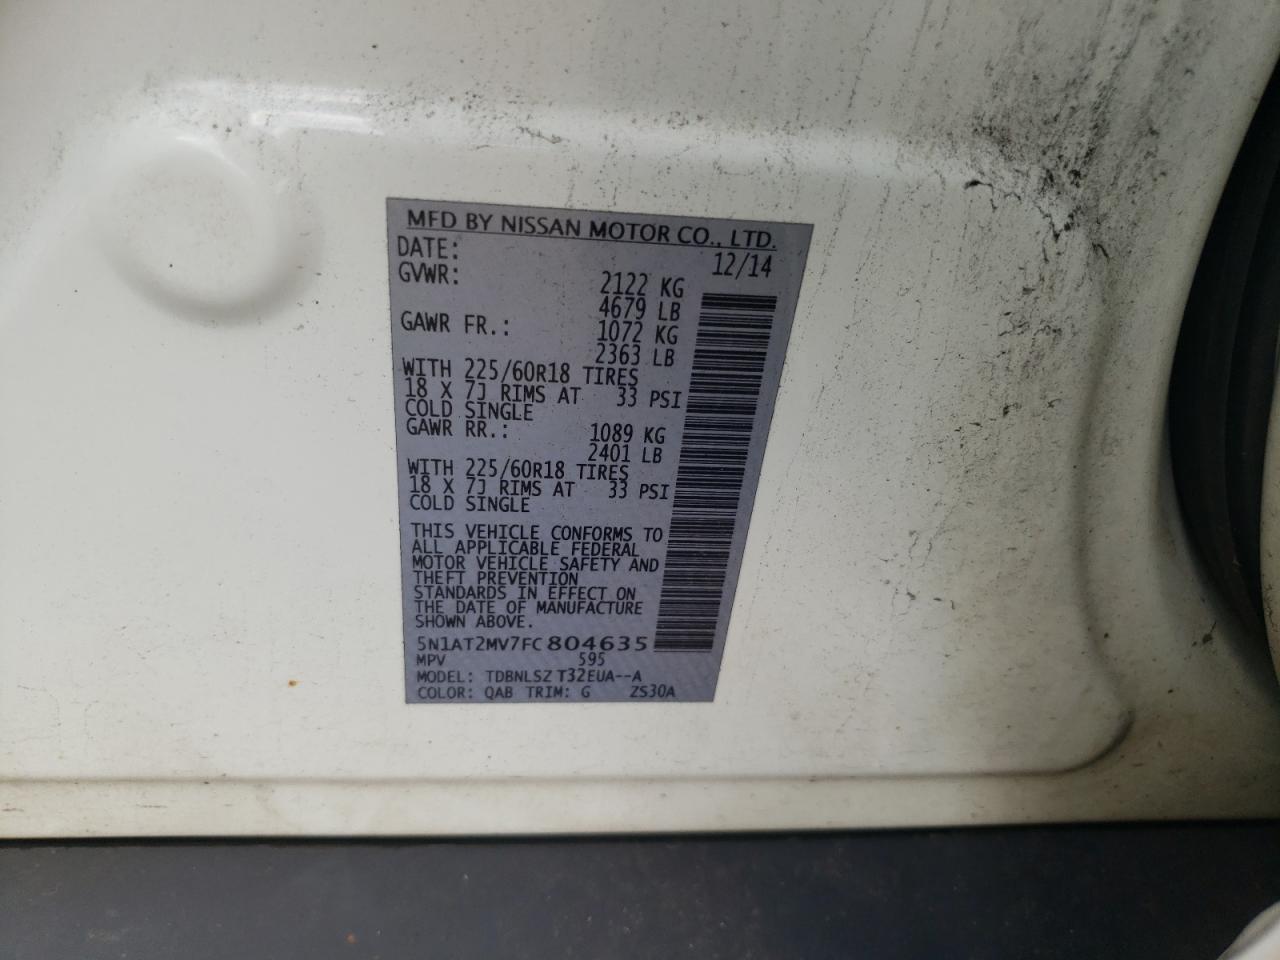 MFD BY NISSAN MOTOR CO., LTD.
DATE: 12/14
GVWR: 2122 KG
4679 LB
GAWR FR.: 1072 KG
2363 LB
WITH 225/60R18 TIRES
18 X 7J RIMS AT 33 PSI
COLD SINGLE
GAWR RR.: 1089 KG
2401 LB
WITH 225/60R18 TIRES
18 X 7J RIMS AT 33 PSI
COLD SINGLE
THIS VEHICLE CONFORMS TO
ALL APPLICABLE FEDERAL
MOTOR VEHICLE SAFETY AND
THEFT PREVENTION
STANDARDS IN EFFECT ON
THE DATE OF MANUFACTURE
SHOWN ABOVE.
5N1AT2MV7FC804635
MPV 595
MODEL: TDBNLSZ T32EUA--A
COLOR: QAB TRIM: G ZS30A